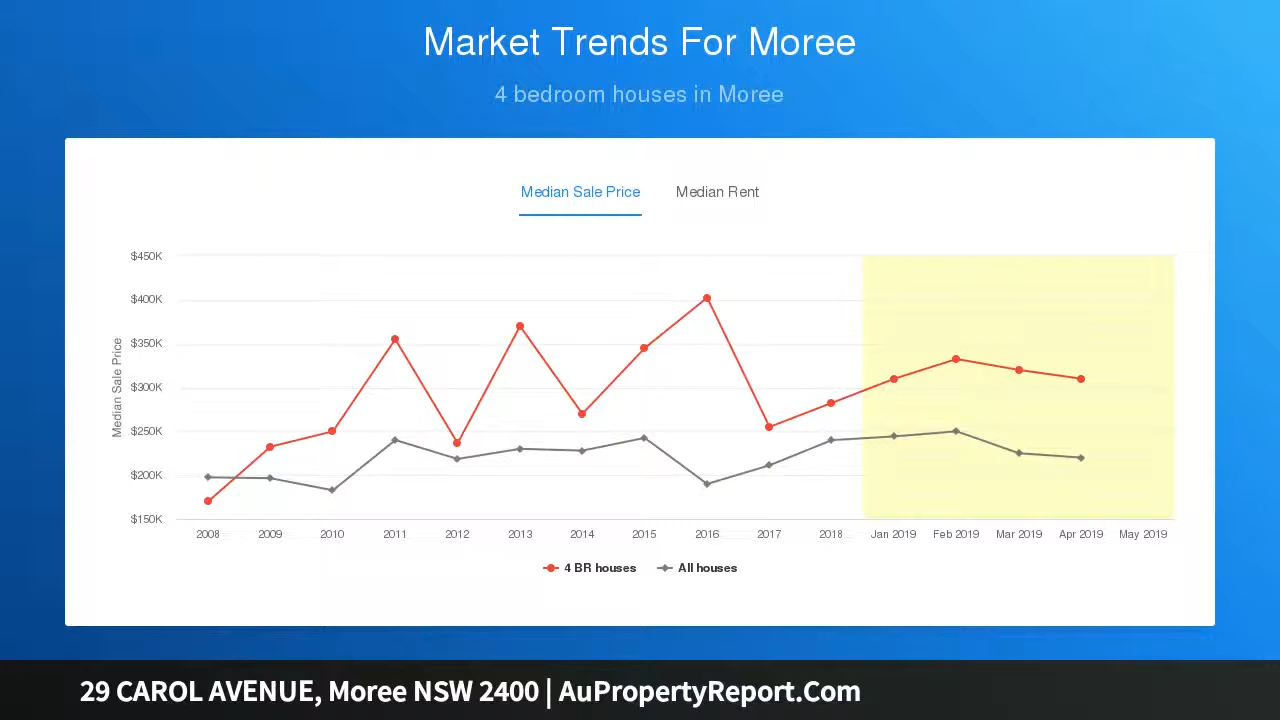 Market Trends For Moree
4 bedroom houses in Moree
Median Sale Price Median Rent
Median Sale Price
$450K
$400K
$350K
$300K
$250K
$200K
$150K
2008 2009 2010 2011 2012 2013 2014 2015 2016 2017 2018 Jan 2019 Feb 2019 Mar 2019 Apr 2019 May 2019
4 BR houses All houses
29 CAROL AVENUE, Moree NSW 2400 | AuPropertyReport.Com